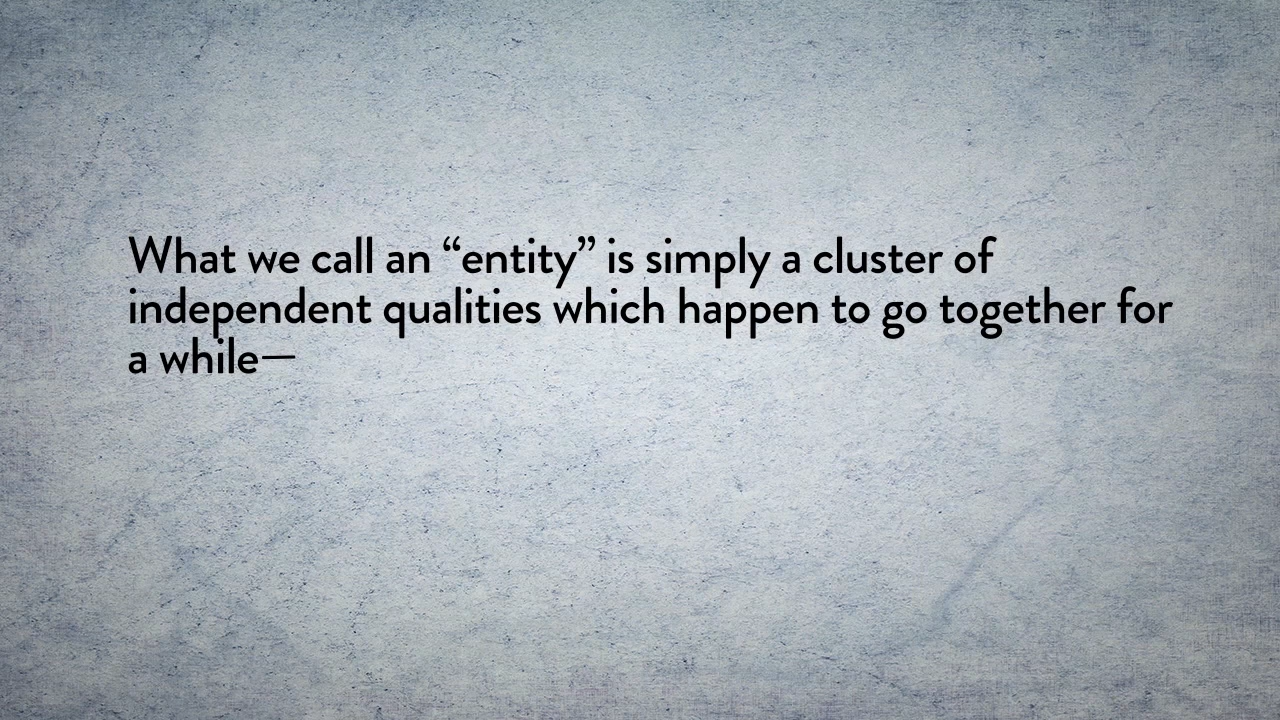 What we call an “entity” is simply a cluster of
independent qualities which happen to go together for
a while—